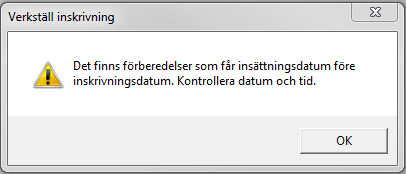 Verkställ inskrivning
Det finns förberedelser som får insättningsdatum före
inskrivningsdatum. Kontrollera datum och tid.
OK